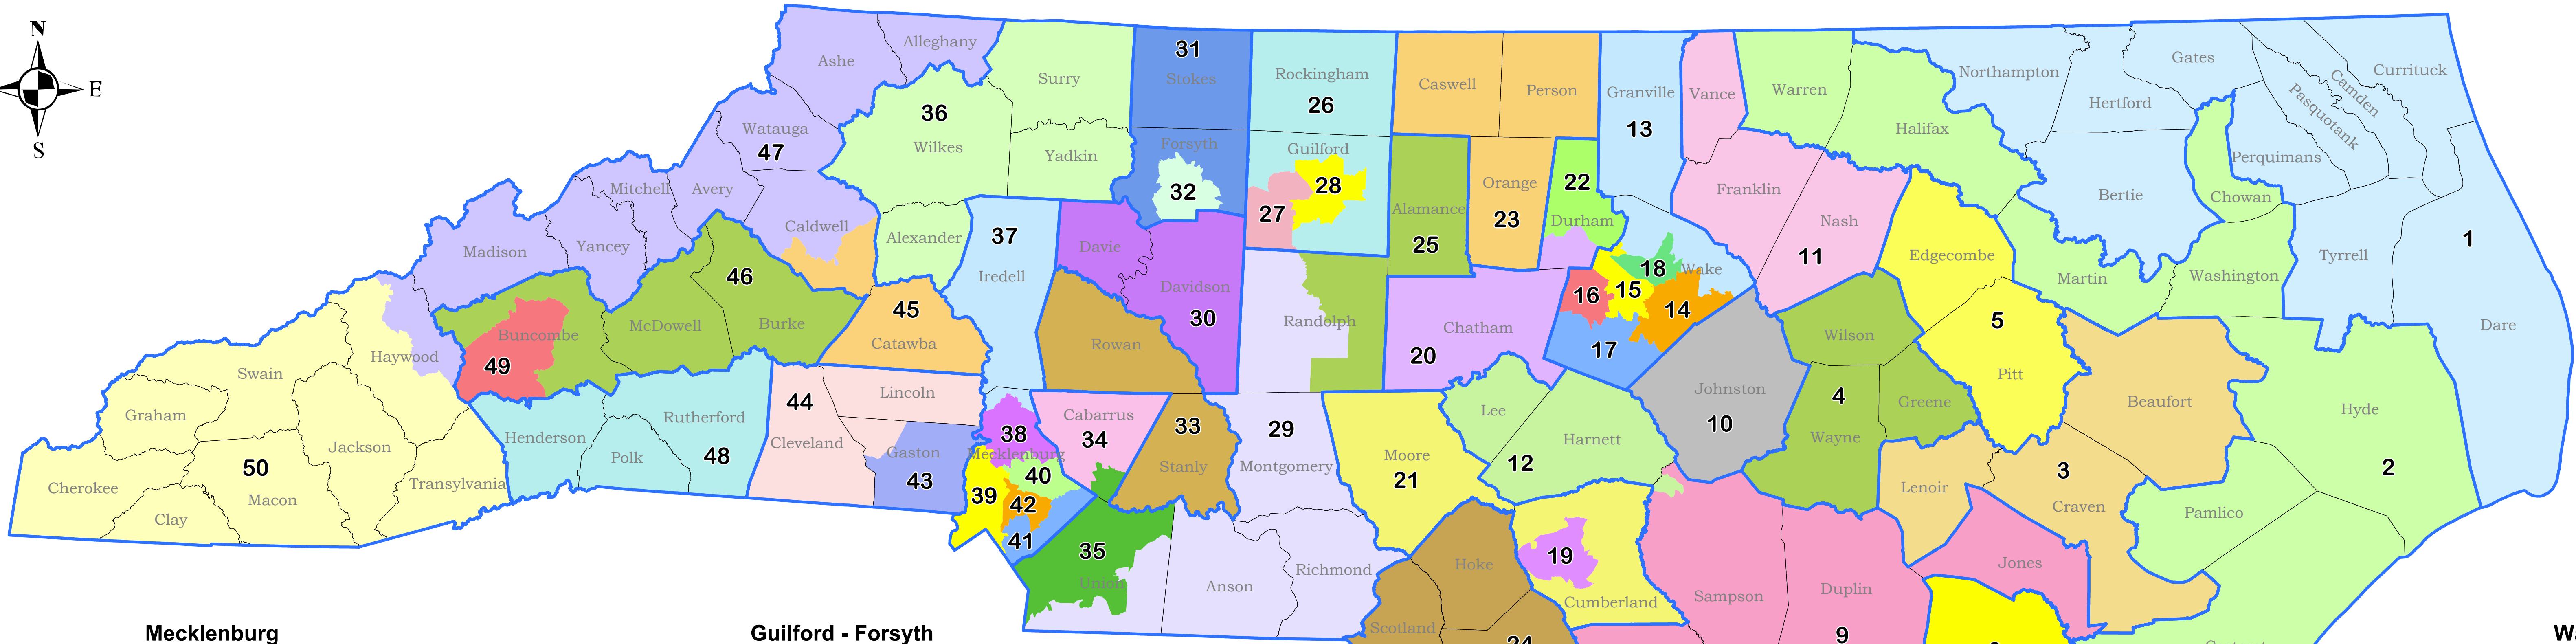 N
E
S
Ashe
Alleghany
Surry
31
Stokes
Rockingham
26
Caswell
Person
Granville
13
Vance
Warren
Northampton
Halifax
Hertford
Gates
Pasquotank
Camden
Currituck
Watauga
47
36
Wilkes
Yadkin
Forsyth
32
Guilford
28
27
Alamance
25
Orange
23
22
Durham
Franklin
Nash
11
Edgecombe
Bertie
Chowan
Perquimans
Martin
Washington
Tyrrell
1
Dare
Mitchell
Avery
Yancey
Madison
Caldwell
Alexander
37
Iredell
Davie
Davidson
30
Randolph
Chatham
20
16
15
18
Wake
14
17
Wilson
5
Pitt
46
McDowell
Burke
45
Catawba
Rowan
Buncombe
49
Haywood
Swain
Graham
Cherokee
Clay
50
Macon
Jackson
Transylvania
Henderson
Polk
Rutherford
48
44
Cleveland
Lincoln
Gaston
43
38
Mecklenburg
40
39
42
41
Cabarrus
34
33
Stanly
29
Montgomery
Moore
21
Lee
12
Harnett
Johnston
10
4
Wayne
Greene
Beaufort
Hyde
2
Lenoir
3
Craven
Pamlico
35
Union
Anson
Richmond
Hoke
Scotland
24
19
Cumberland
Sampson
Duplin
9
Jones
Mecklenburg
Guilford - Forsyth
W